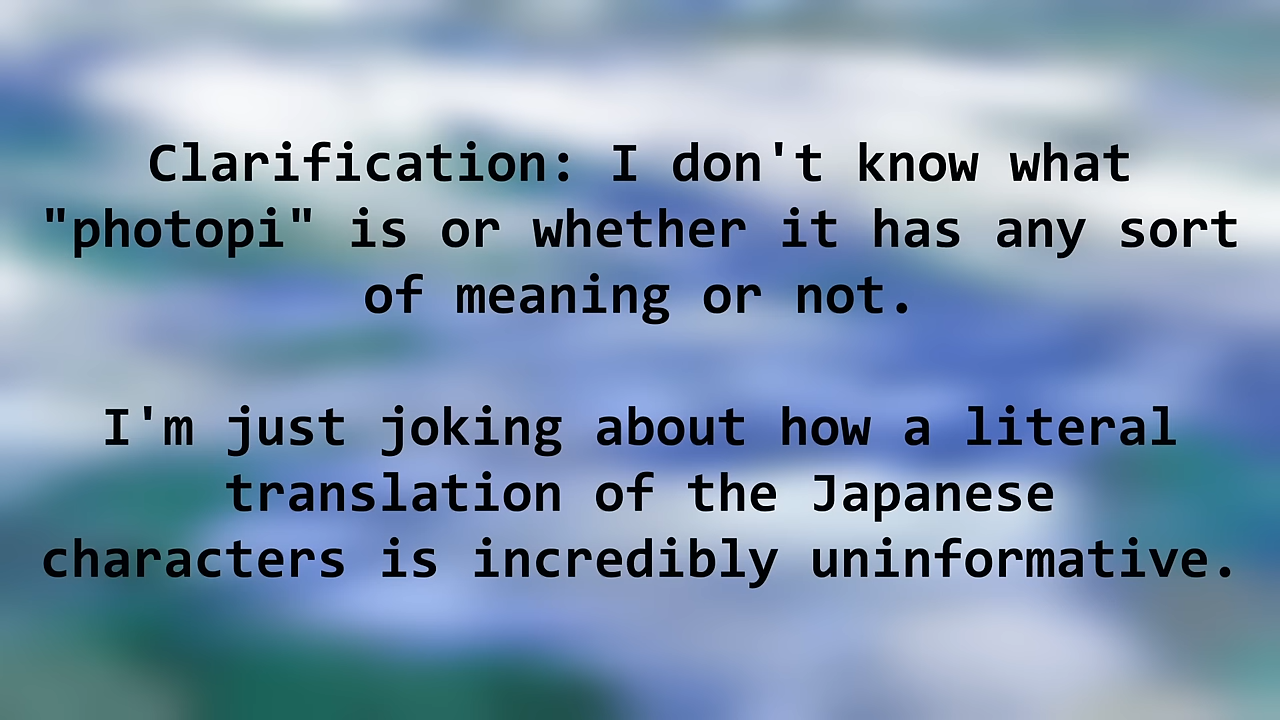 Clarification: I don't know what
"photopi" is or whether it has any sort
of meaning or not.
I'm just joking about how a literal
translation of the Japanese
characters is incredibly uninformative.